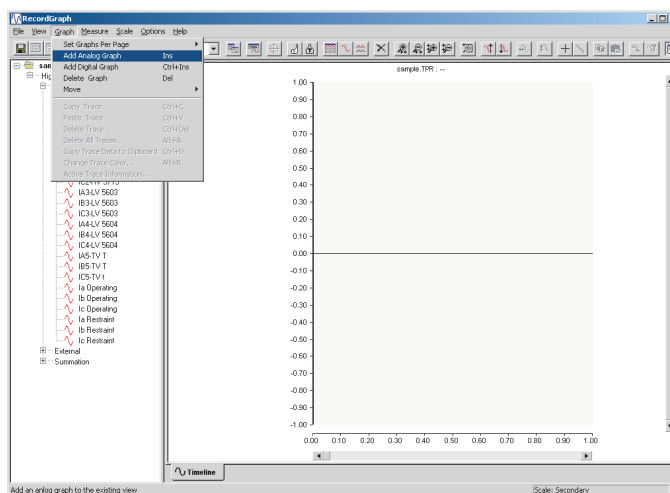 RecordGraph
File View Graph Measure Scale Options Help
Set Graphs Per Page
Add Analog Graph Ins
Add Digital Graph Ctrl+Ins
Delete Graph Del
Move
Copy Trace Ctrl+C
Paste Trace Ctrl+V
Delete Trace Ctrl+Del
Delete All Traces Alt+A
Copy Trace Data to Clipboard Ctrl+D
Change Trace Color... Alt+R
Active Trace Information...
IA3-LV 5603
IB3-LV 5603
IC3-LV 5603
IA4-LV 5604
IB4-LV 5604
IC4-LV 5604
IA5-TV T
IB5-TV T
IC5-TV t
Ia Operating
Ib Operating
Ic Operating
Ia Restraint
Ib Restraint
Ic Restraint
External
Summation
sample.TPR : --
1.00
0.90
0.80
0.70
0.60
0.50
0.40
0.30
0.20
0.10
0.00
-0.10
-0.20
-0.30
-0.40
-0.50
-0.60
-0.70
-0.80
-0.90
-1.00
0.00 0.10 0.20 0.30 0.40 0.50 0.60 0.70 0.80 0.90 1.00
Timeline
Add an anlog graph to the existing view
Scale: Secondary